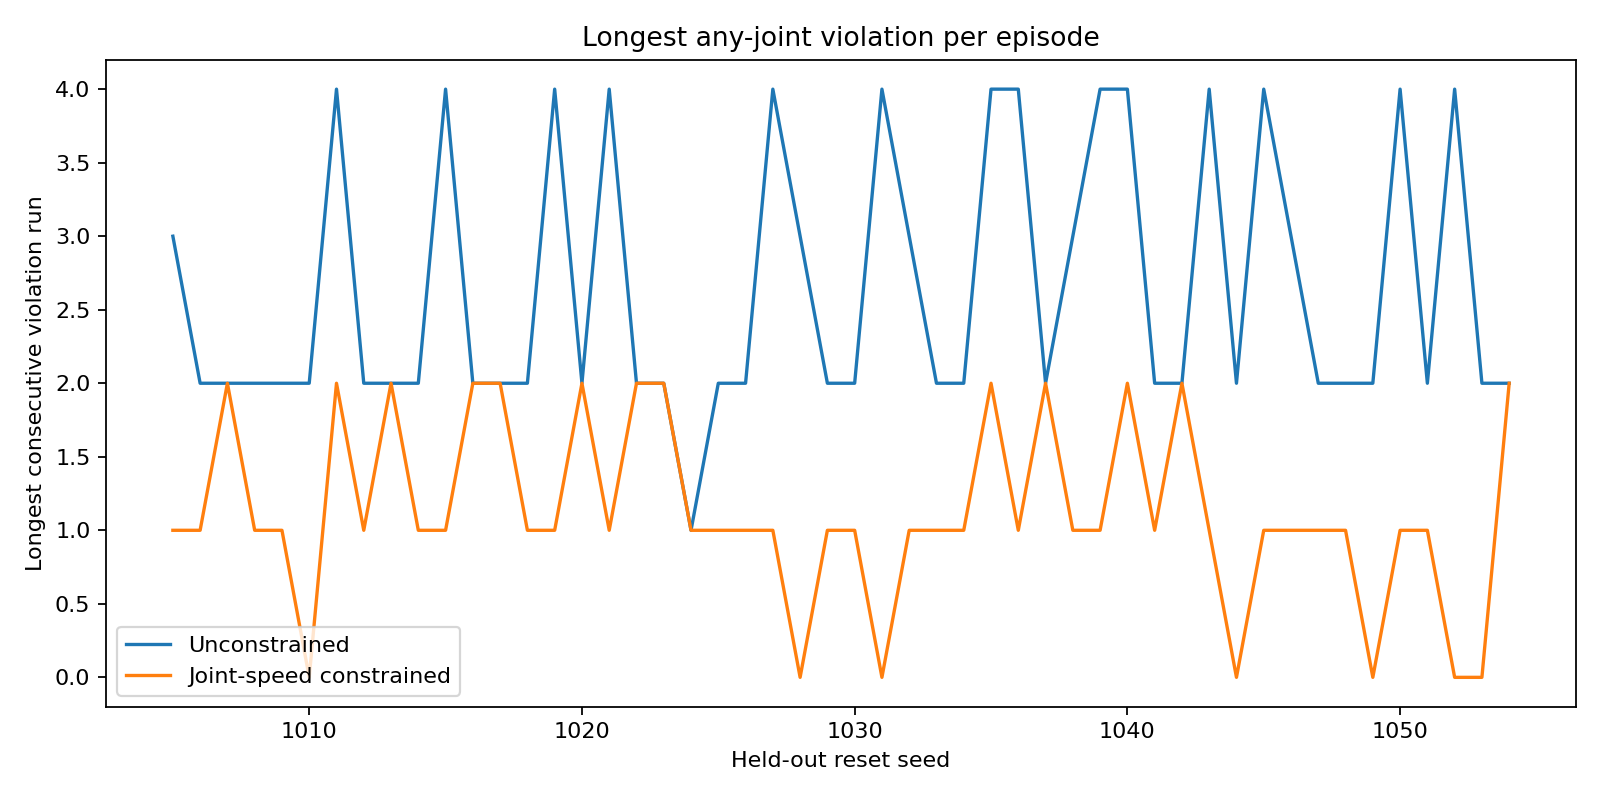 Longest any-joint violation per episode
Longest consecutive violation run
4.0
3.5
3.0
2.5
2.0
1.5
1.0
0.5
0.0
Unconstrained
Joint-speed constrained
1010
1020
1030
1040
1050
Held-out reset seed